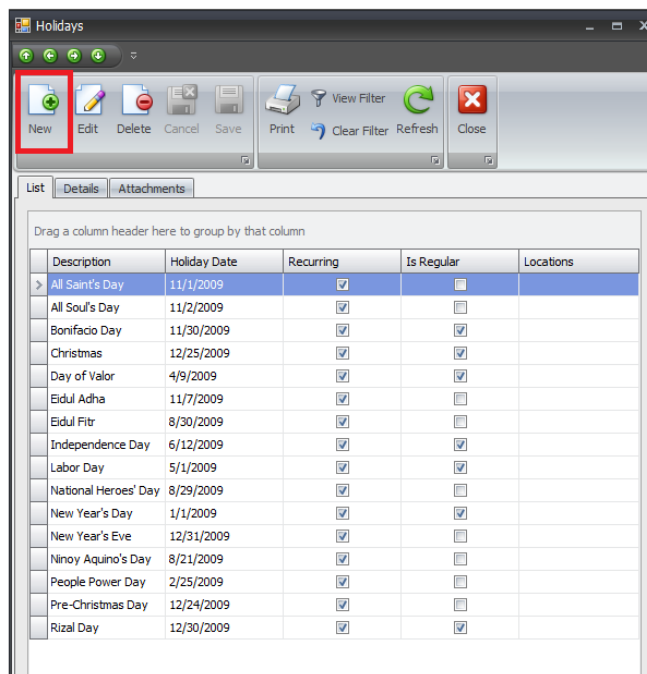 Holidays
New Edit Delete Cancel Save Print View Filter Clear Filter Refresh Close
List Details Attachments
Drag a column header here to group by that column
Description Holiday Date Recurring Is Regular Locations
All Saint's Day 11/1/2009
All Soul's Day 11/2/2009
Bonifacio Day 11/30/2009
Christmas 12/25/2009
Day of Valor 4/9/2009
Eidul Adha 11/7/2009
Eidul Fitr 8/30/2009
Independence Day 6/12/2009
Labor Day 5/1/2009
National Heroes' Day 8/29/2009
New Year's Day 1/1/2009
New Year's Eve 12/31/2009
Ninoy Aquino's Day 8/21/2009
People Power Day 2/25/2009
Pre-Christmas Day 12/24/2009
Rizal Day 12/30/2009